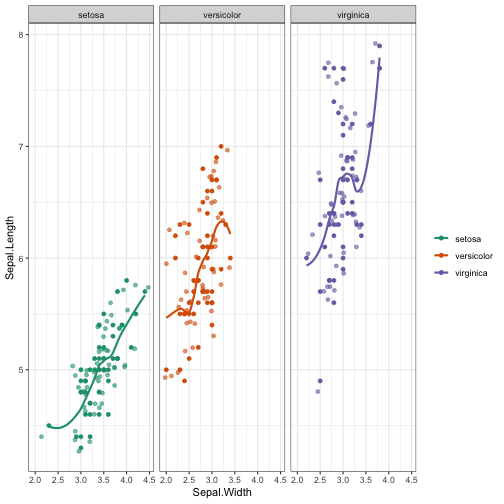 setosa versicolor virginica
8
7
6
5
Sepal.Length
2.0 2.5 3.0 3.5 4.0 4.5 2.0 2.5 3.0 3.5 4.0 4.5 2.0 2.5 3.0 3.5 4.0 4.5
Sepal.Width
setosa
versicolor
virginica